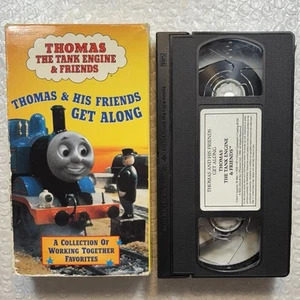 THOMAS
THE TANK ENGINE
& FRIENDS
THOMAS & HIS FRIENDS
GET ALONG
A COLLECTION OF
WORKING TOGETHER
FAVORITES
THOMAS AND HIS FRIENDS
GET ALONG
THOMAS
THE TANK ENGINE
& FRIENDS™